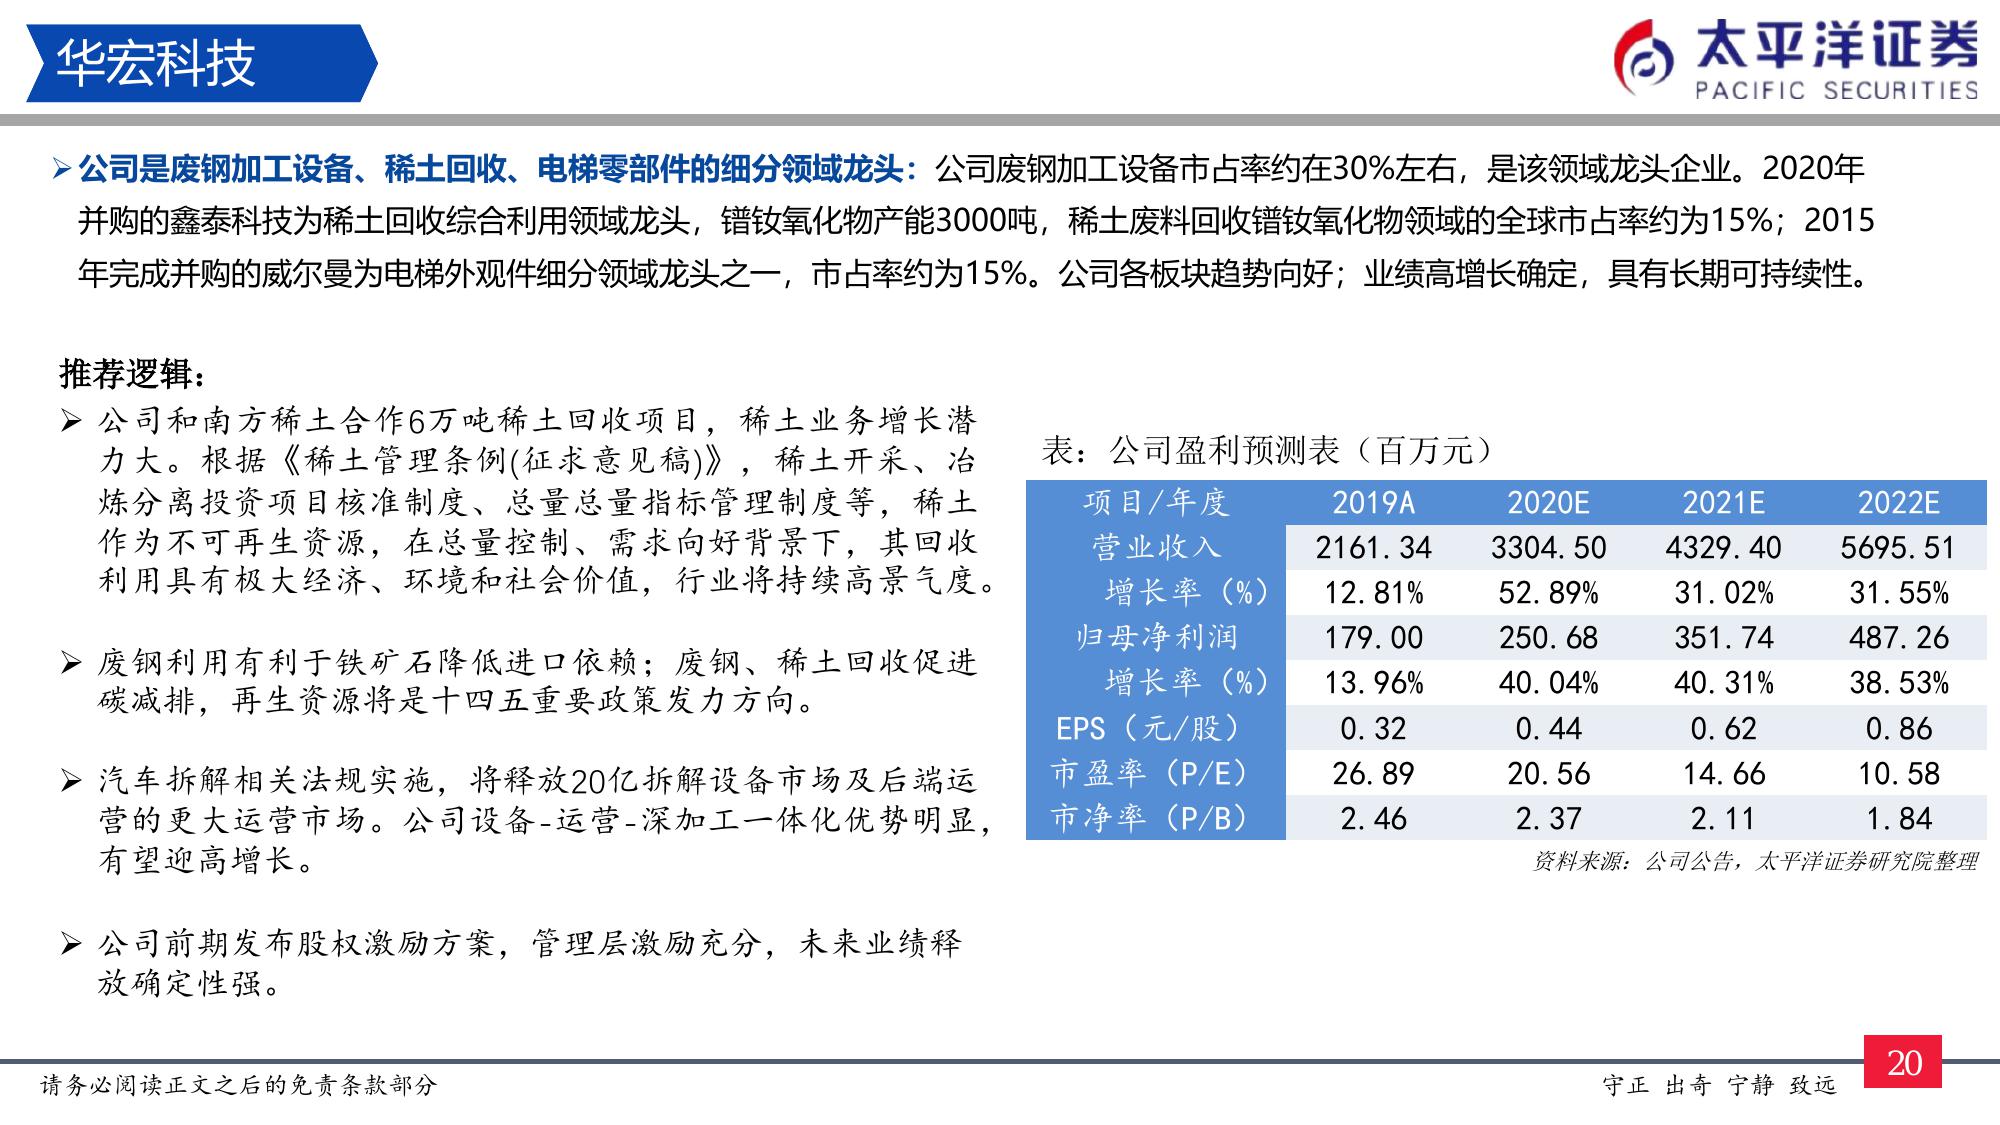 华宏科技
太平洋证券
PACIFIC SECURITIES
➢公司是废钢加工设备、稀土回收、电梯零部件的细分领域龙头：公司废钢加工设备市占率约在30%左右，是该领域龙头企业。2020年
并购的鑫泰科技为稀土回收综合利用领域龙头，镨钕氧化物产能3000吨，稀土废料回收镨钕氧化物领域的全球市占率约为15%；2015
年完成并购的威尔曼为电梯外观件细分领域龙头之一，市占率约为15%。公司各板块趋势向好；业绩高增长确定，具有长期可持续性。
推荐逻辑：
➢ 公司和南方稀土合作6万吨稀土回收项目，稀土业务增长潜
力大。根据《稀土管理条例(征求意见稿)》，稀土开采、冶
炼分离投资项目核准制度、总量总量指标管理制度等，稀土
作为不可再生资源，在总量控制、需求向好背景下，其回收
利用具有极大经济、环境和社会价值，行业将持续高景气度。
➢ 废钢利用有利于铁矿石降低进口依赖；废钢、稀土回收促进
碳减排，再生资源将是十四五重要政策发力方向。
➢ 汽车拆解相关法规实施，将释放20亿拆解设备市场及后端运
营的更大运营市场。公司设备-运营-深加工一体化优势明显，
有望迎高增长。
➢ 公司前期发布股权激励方案，管理层激励充分，未来业绩释
放确定性强。
表：公司盈利预测表（百万元）
项目/年度 2019A 2020E 2021E 2022E
营业收入 2161.34 3304.50 4329.40 5695.51
增长率（%） 12.81% 52.89% 31.02% 31.55%
归母净利润 179.00 250.68 351.74 487.26
增长率（%） 13.96% 40.04% 40.31% 38.53%
EPS（元/股） 0.32 0.44 0.62 0.86
市盈率（P/E） 26.89 20.56 14.66 10.58
市净率（P/B） 2.46 2.37 2.11 1.84
资料来源：公司公告，太平洋证券研究院整理
请务必阅读正文之后的免责条款部分
守正 出奇 宁静 致远
20